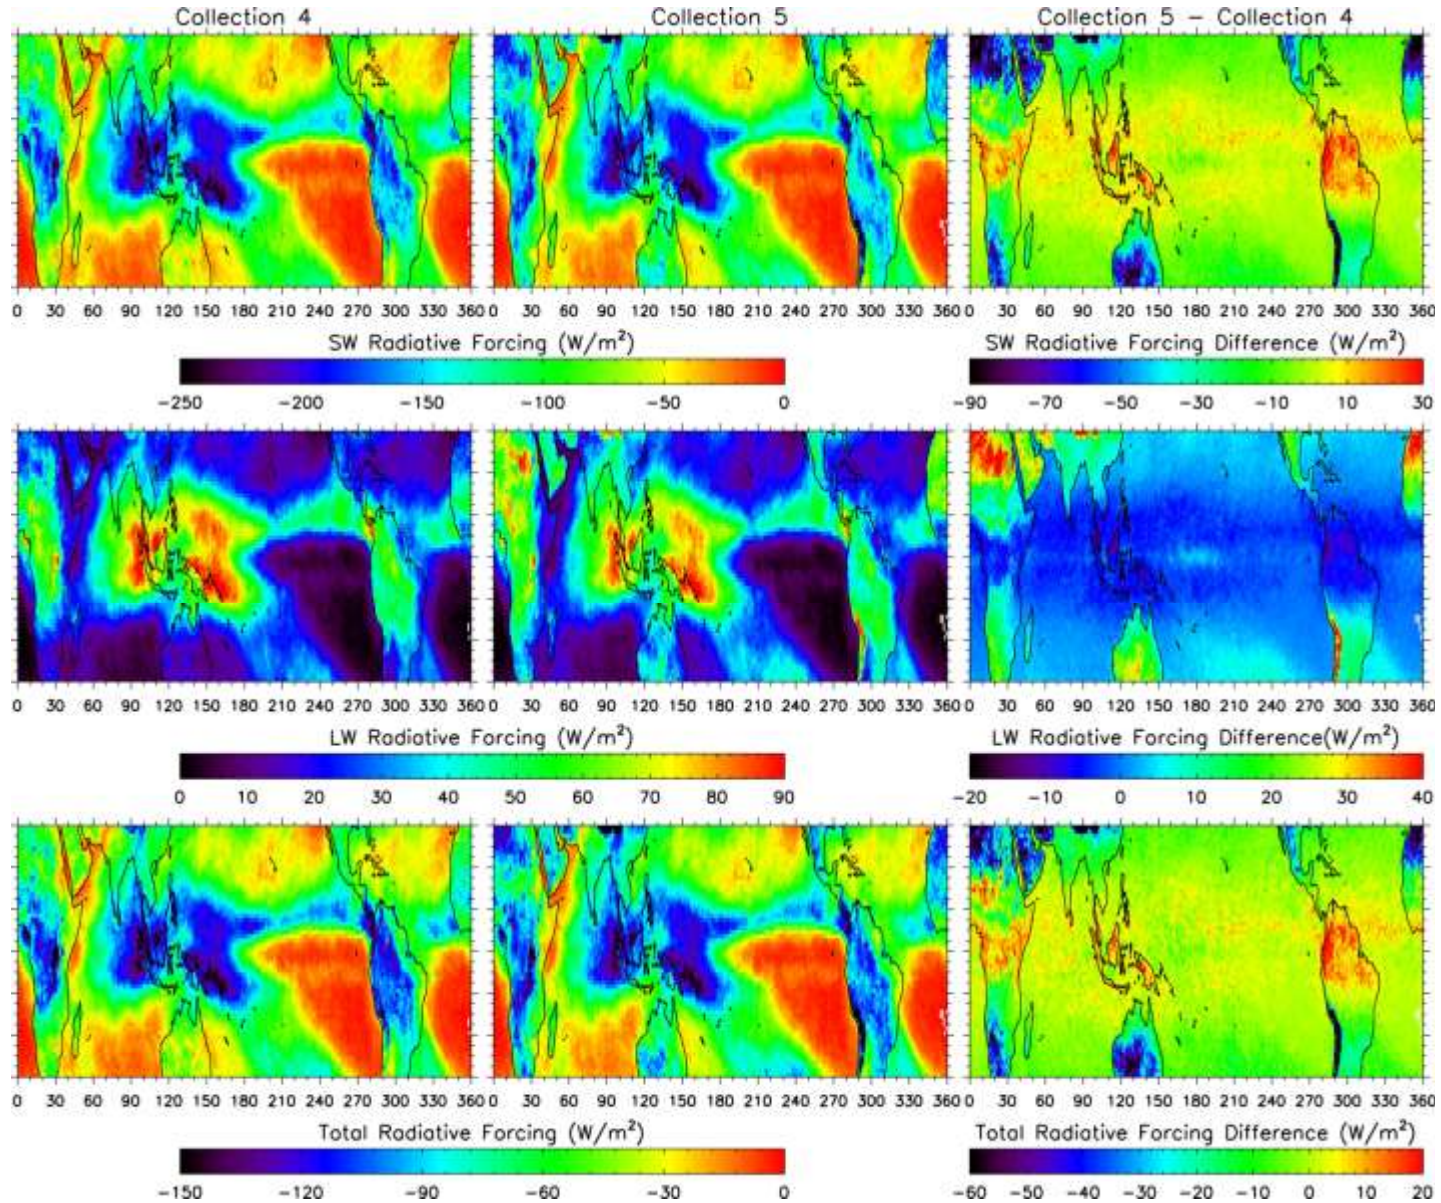 Collection 4 Collection 5 Collection 5 − Collection 4
0 30 60 90 120 150 180 210 240 270 300 330 360 0 30 60 90 120 150 180 210 240 270 300 330 360 0 30 60 90 120 150 180 210 240 270 300 330 360
SW Radiative Forcing (W/m²) SW Radiative Forcing Difference (W/m²)
−250 −200 −150 −100 −50 0 −90 −70 −50 −30 −10 10 30
0 30 60 90 120 150 180 210 240 270 300 330 360 0 30 60 90 120 150 180 210 240 270 300 330 360 0 30 60 90 120 150 180 210 240 270 300 330 360
LW Radiative Forcing (W/m²) LW Radiative Forcing Difference(W/m²)
0 10 20 30 40 50 60 70 80 90 −20 −10 0 10 20 30 40
0 30 60 90 120 150 180 210 240 270 300 330 360 0 30 60 90 120 150 180 210 240 270 300 330 360 0 30 60 90 120 150 180 210 240 270 300 330 360
Total Radiative Forcing (W/m²) Total Radiative Forcing Difference (W/m²)
−150 −120 −90 −60 −30 0 −60 −50 −40 −30 −20 −10 0 10 20